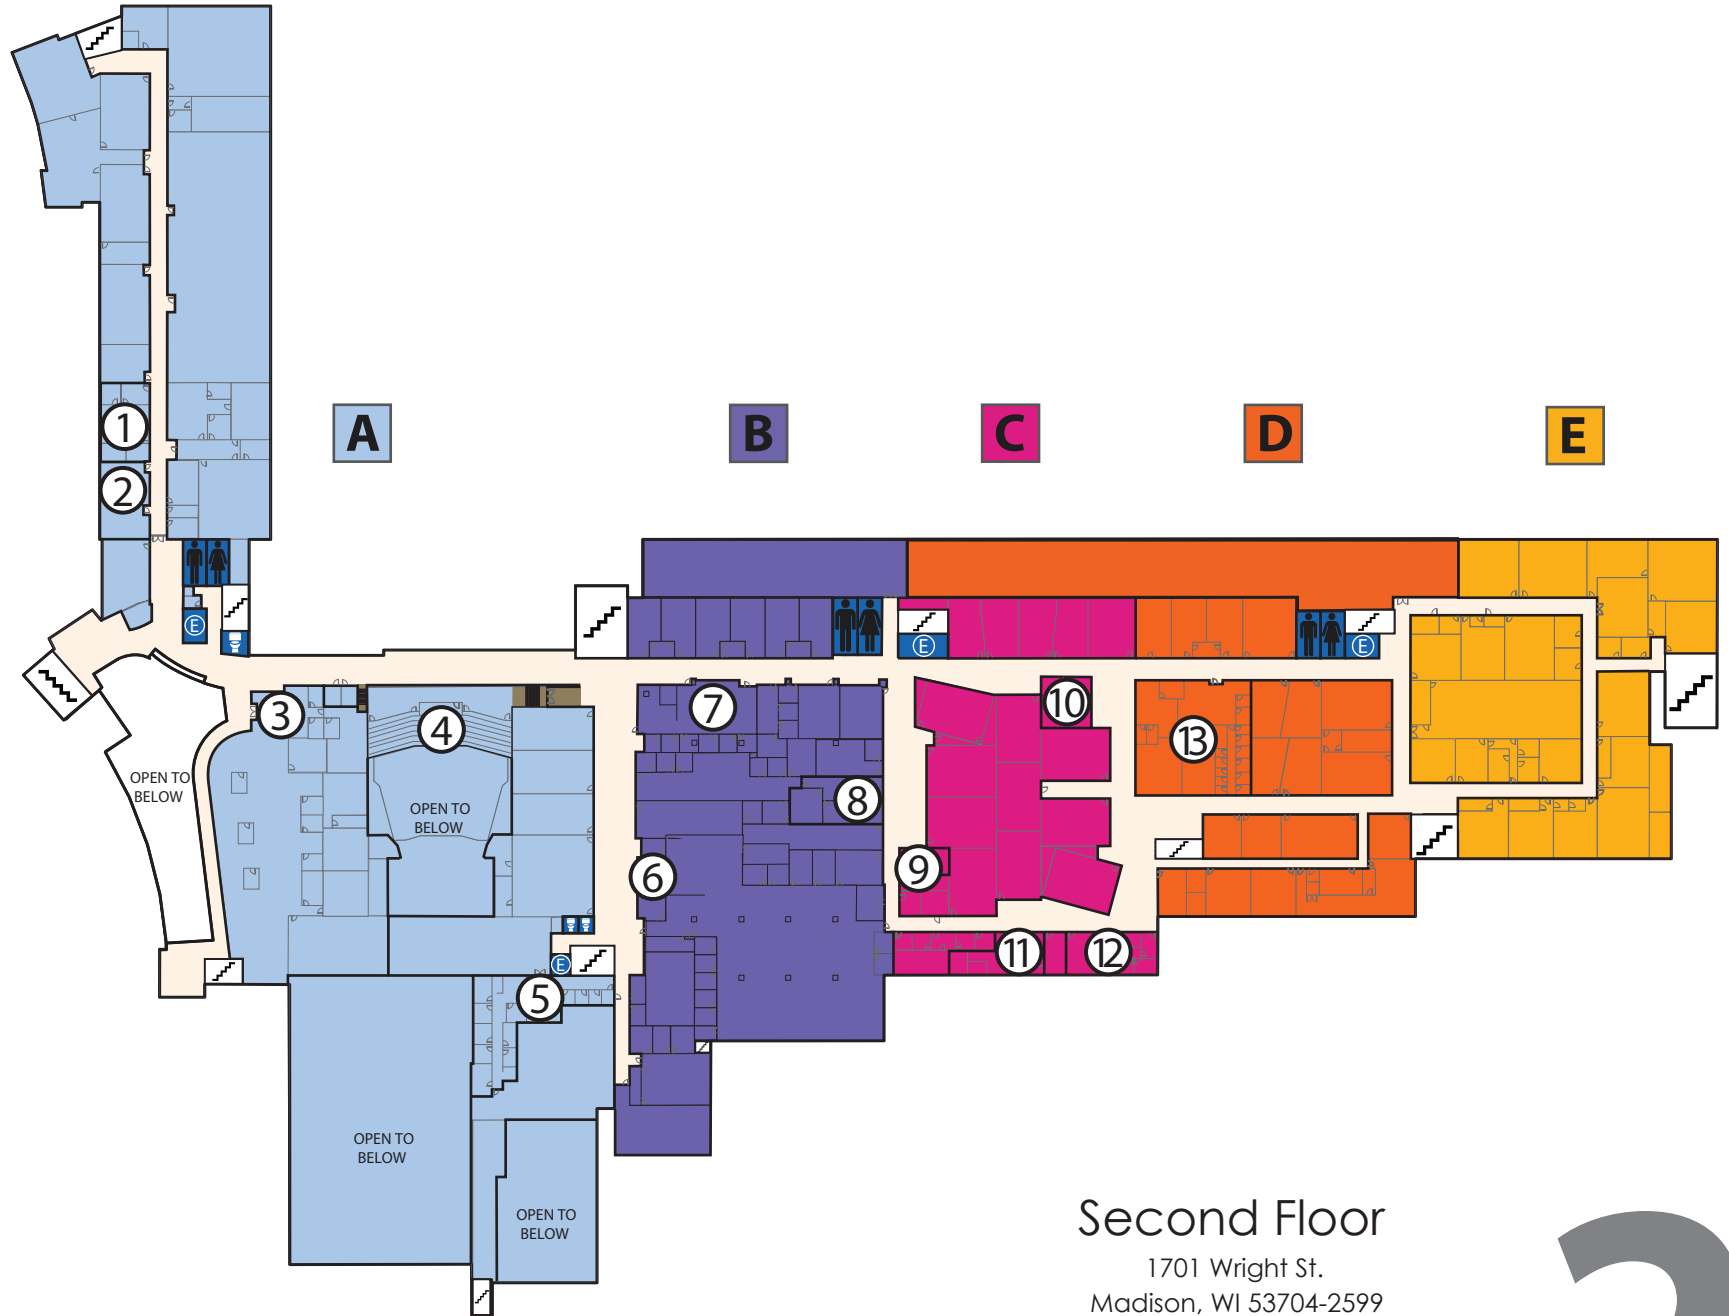 1
A
B
C
D
E
2
E
7
10
3
4
13
E
E
OPEN TO
BELOW
8
OPEN TO
BELOW
6
9
11
12
E
5
OPEN TO
BELOW
OPEN TO
BELOW
Second Floor
1701 Wright St.
Madison, WI 53704-2599
2